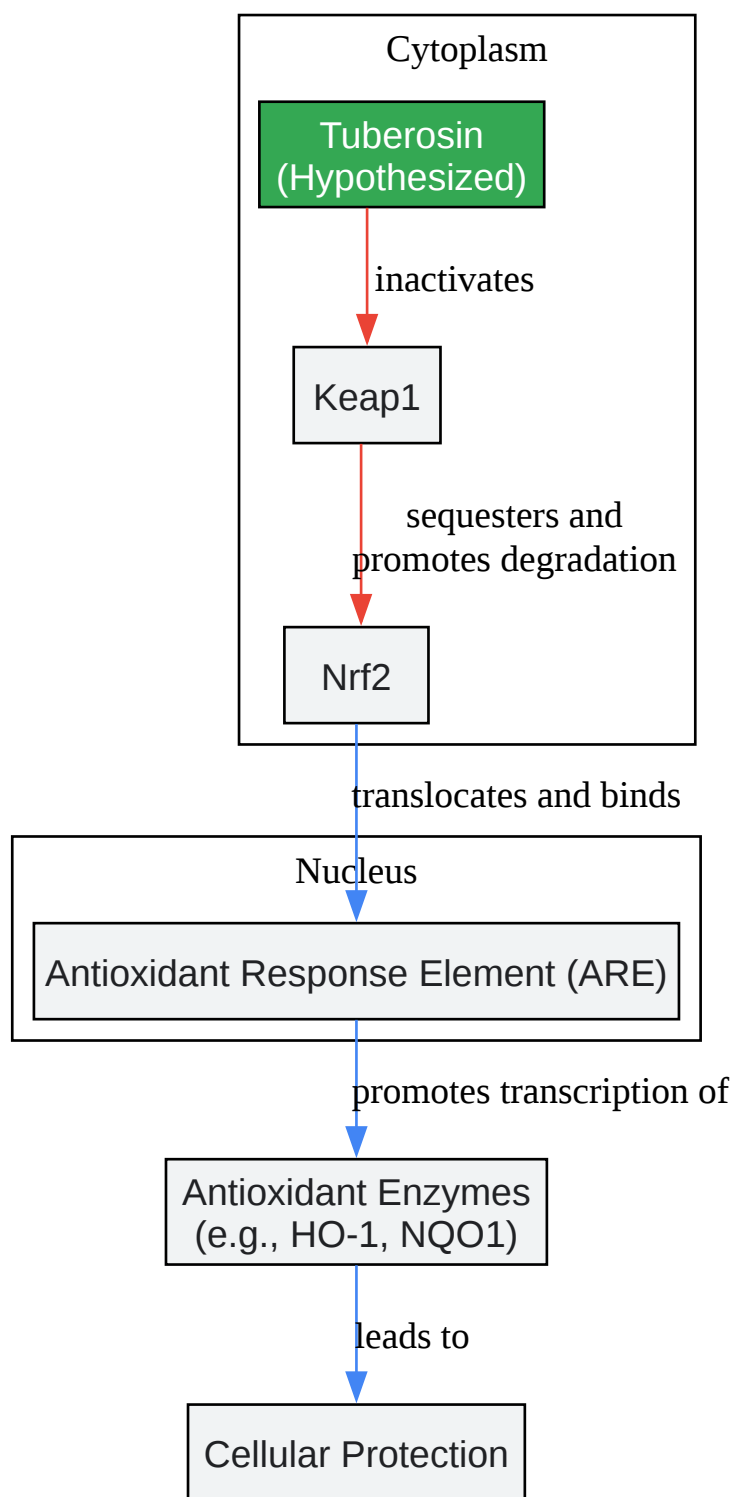 Cytoplasm
Tuberosin
(Hypothesized)
inactivates
Keap1
sequesters and
promotes degradation
Nrf2
translocates and binds
Nucleus
Antioxidant Response Element (ARE)
promotes transcription of
Antioxidant Enzymes
(e.g., HO-1, NQO1)
leads to
Cellular Protection